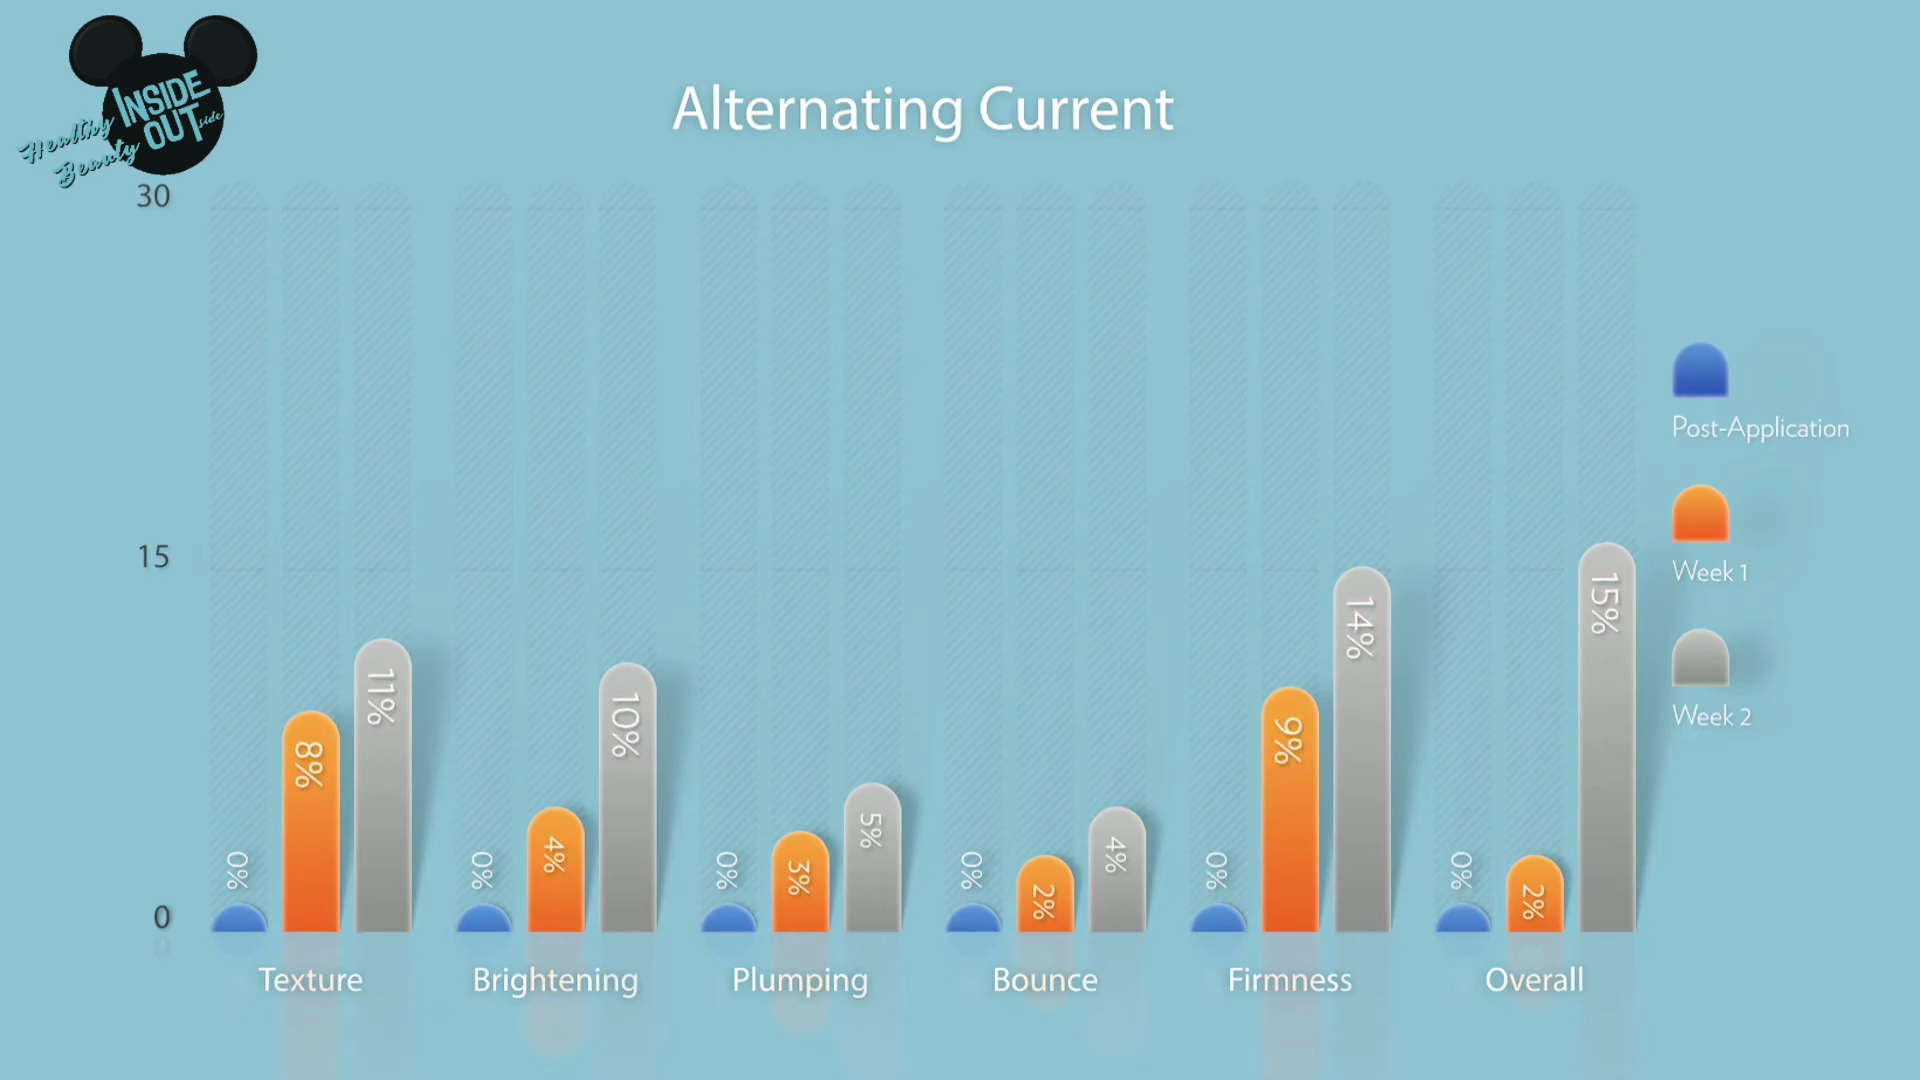 INSIDE
OUTside
Healthy
Beauty
Alternating Current
30
15
0
0%
8%
11%
0%
4%
10%
0%
3%
5%
0%
2%
4%
0%
9%
14%
0%
2%
15%
Texture
Brightening
Plumping
Bounce
Firmness
Overall
Post-Application
Week 1
Week 2